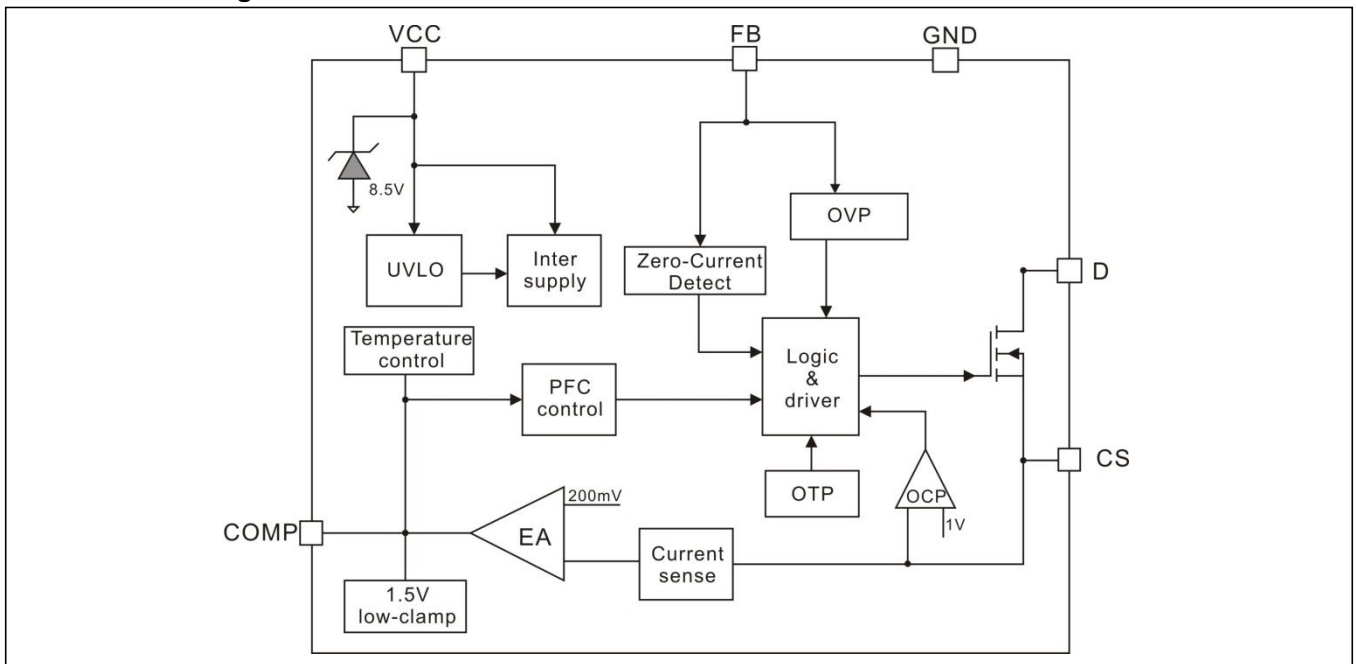 VCC
FB
GND
8.5V
OVP
UVLO
Inter
supply
Zero-Current
Detect
D
Temperature
control
PFC
control
Logic
&
driver
CS
OTP
OCP
1V
200mV
COMP
EA
Current
sense
1.5V
low-clamp